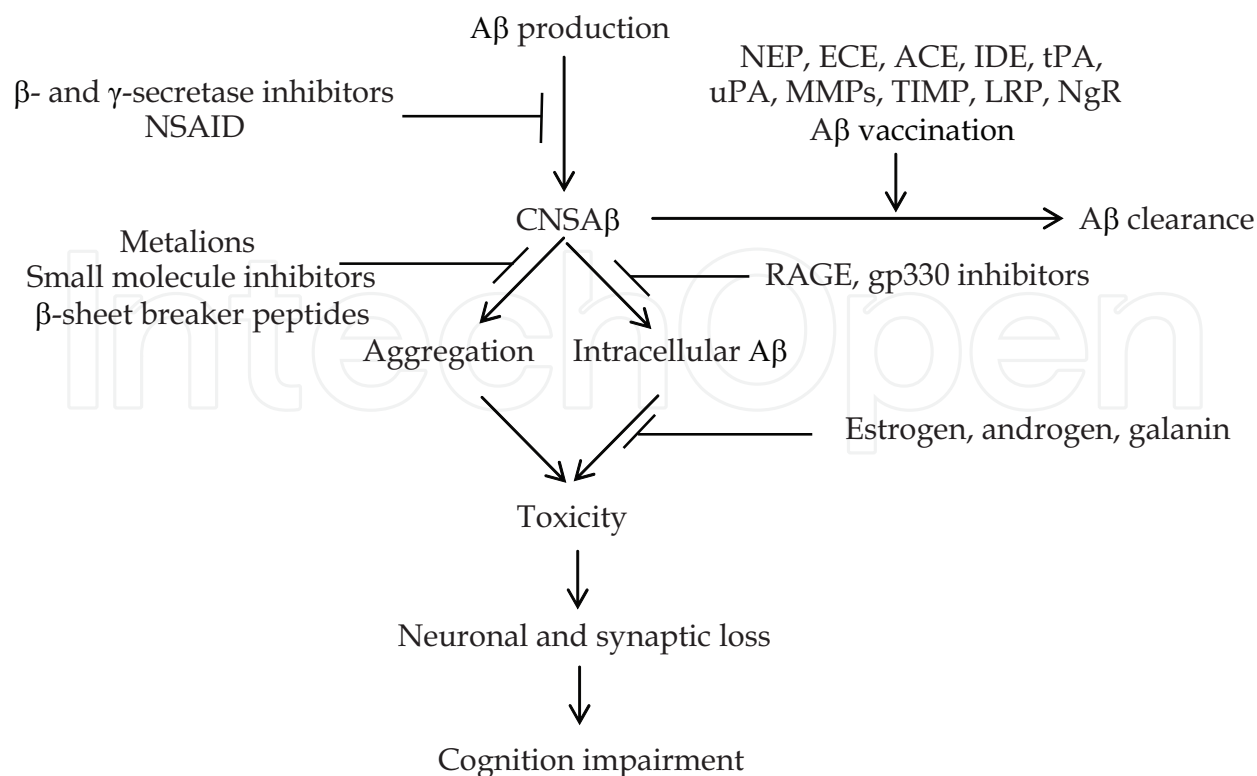 Aβ production
NEP, ECE, ACE, IDE, tPA,
uPA, MMPs, TIMP, LRP, NgR
Aβ vaccination
β- and γ-secretase inhibitors
NSAID
CNSAβ
Aβ clearance
Metalions
Small molecule inhibitors
β-sheet breaker peptides
RAGE, gp330 inhibitors
Aggregation
Intracellular Aβ
IntechOpen
Estrogen, androgen, galanin
Toxicity
Neuronal and synaptic loss
Cognition impairment